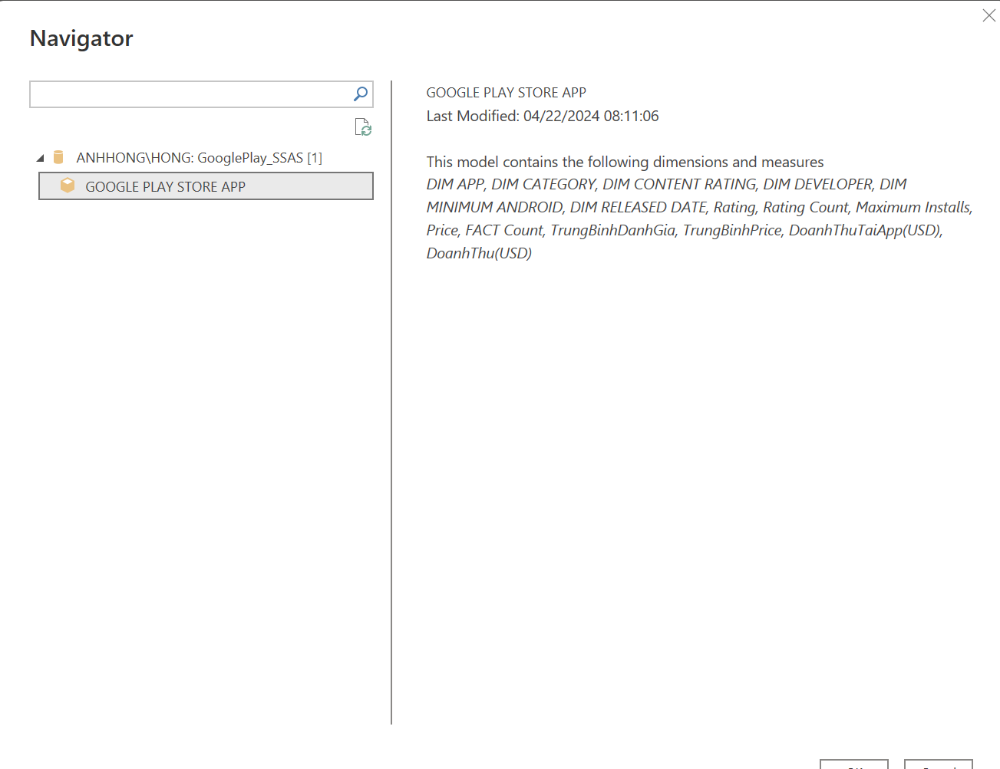 Navigator
ANHHONG\HONG: GooglePlay_SSAS [1]
GOOGLE PLAY STORE APP
GOOGLE PLAY STORE APP
Last Modified: 04/22/2024 08:11:06
This model contains the following dimensions and measures
DIM APP, DIM CATEGORY, DIM CONTENT RATING, DIM DEVELOPER, DIM
MINIMUM ANDROID, DIM RELEASED DATE, Rating, Rating Count, Maximum Installs,
Price, FACT Count, TrungBinhDanhGia, TrungBinhPrice, DoanhThuTaiApp(USD),
DoanhThu(USD)